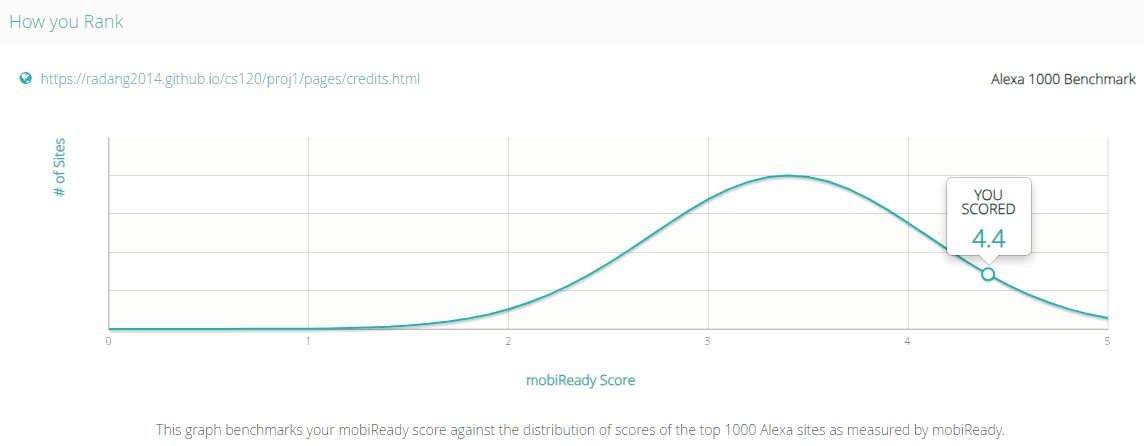 How you Rank
https://radang2014.github.io/cs120/proj1/pages/credits.html
Alexa 1000 Benchmark
# of Sites
YOU
SCORED
4.4
0 1 2 3 4 5
mobiReady Score
This graph benchmarks your mobiReady score against the distribution of scores of the top 1000 Alexa sites as measured by mobiReady.